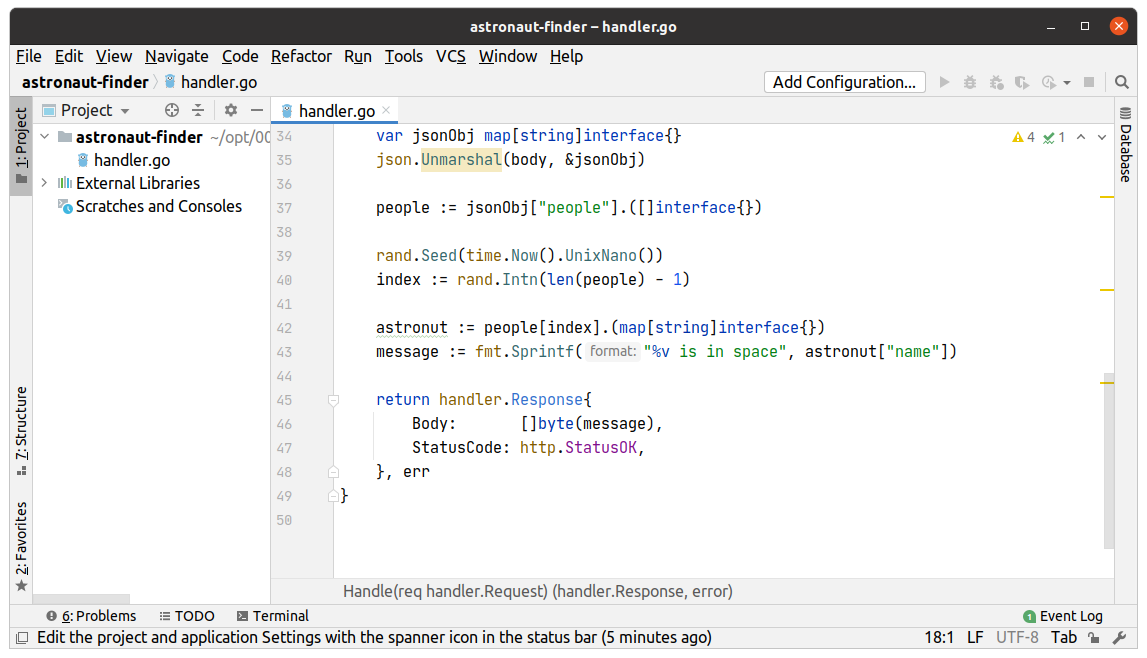 astronaut-finder – handler.go
File Edit View Navigate Code Refactor Run Tools VCS Window Help
astronaut-finder handler.go Add Configuration...
1: Project
Project
handler.go
astronaut-finder ~/opt/00
handler.go
External Libraries
Scratches and Consoles
34 var jsonObj map[string]interface{}
35 json.Unmarshal(body, &jsonObj)
36
37 people := jsonObj["people"].([]interface{})
38
39 rand.Seed(time.Now().UnixNano())
40 index := rand.Intn(len(people) - 1)
41
42 astronut := people[index].(map[string]interface{})
43 message := fmt.Sprintf( format: "%v is in space", astronut["name"])
44
45 return handler.Response{
46 Body: []byte(message),
47 StatusCode: http.StatusOK,
48 }, err
49 }
50
4 1
Database
7: Structure
2: Favorites
Handle(req handler.Request) (handler.Response, error)
6: Problems TODO Terminal 1 Event Log
Edit the project and application Settings with the spanner icon in the status bar (5 minutes ago) 18:1 LF UTF-8 Tab